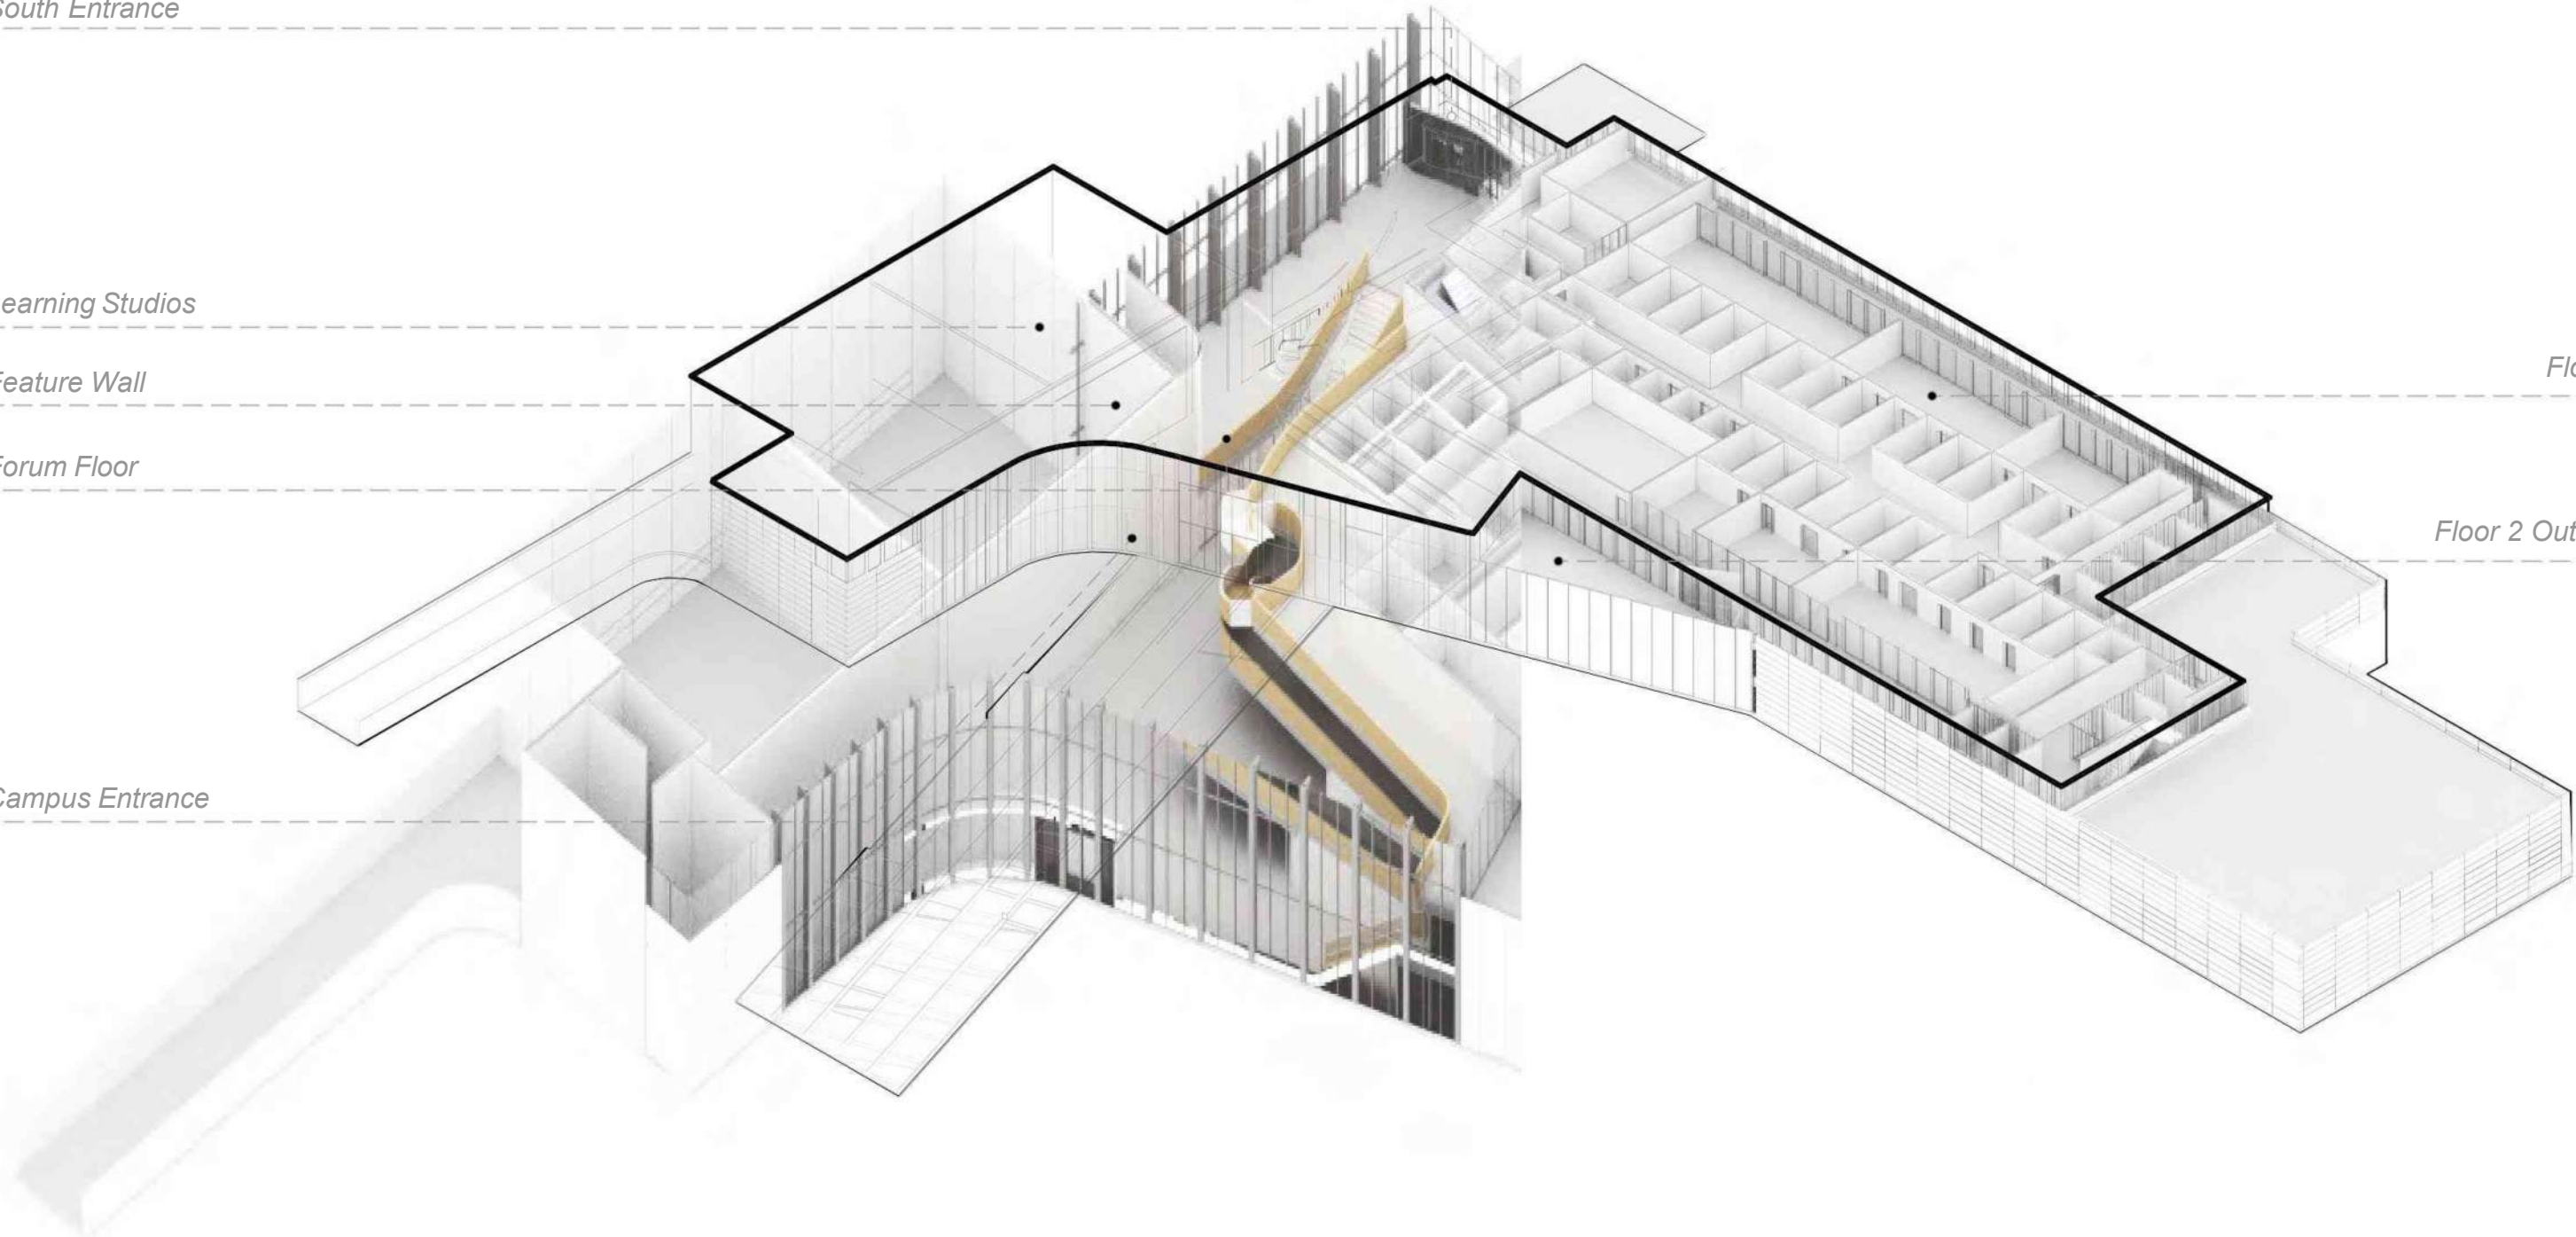 South Entrance
Learning Studios
Feature Wall
Forum Floor
Floor 2 Out
Campus Entrance